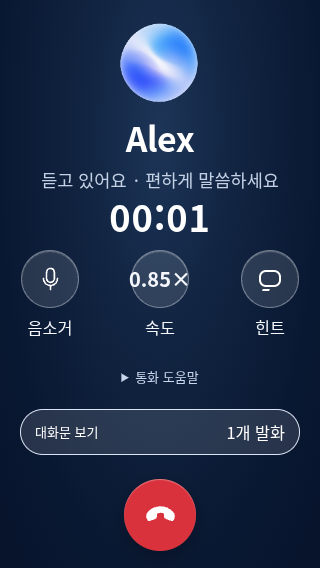 Alex
듣고 있어요 · 편하게 말씀하세요
00:01
0.85×
음소거 속도 힌트
▶ 통화 도움말
대화문 보기 1개 발화